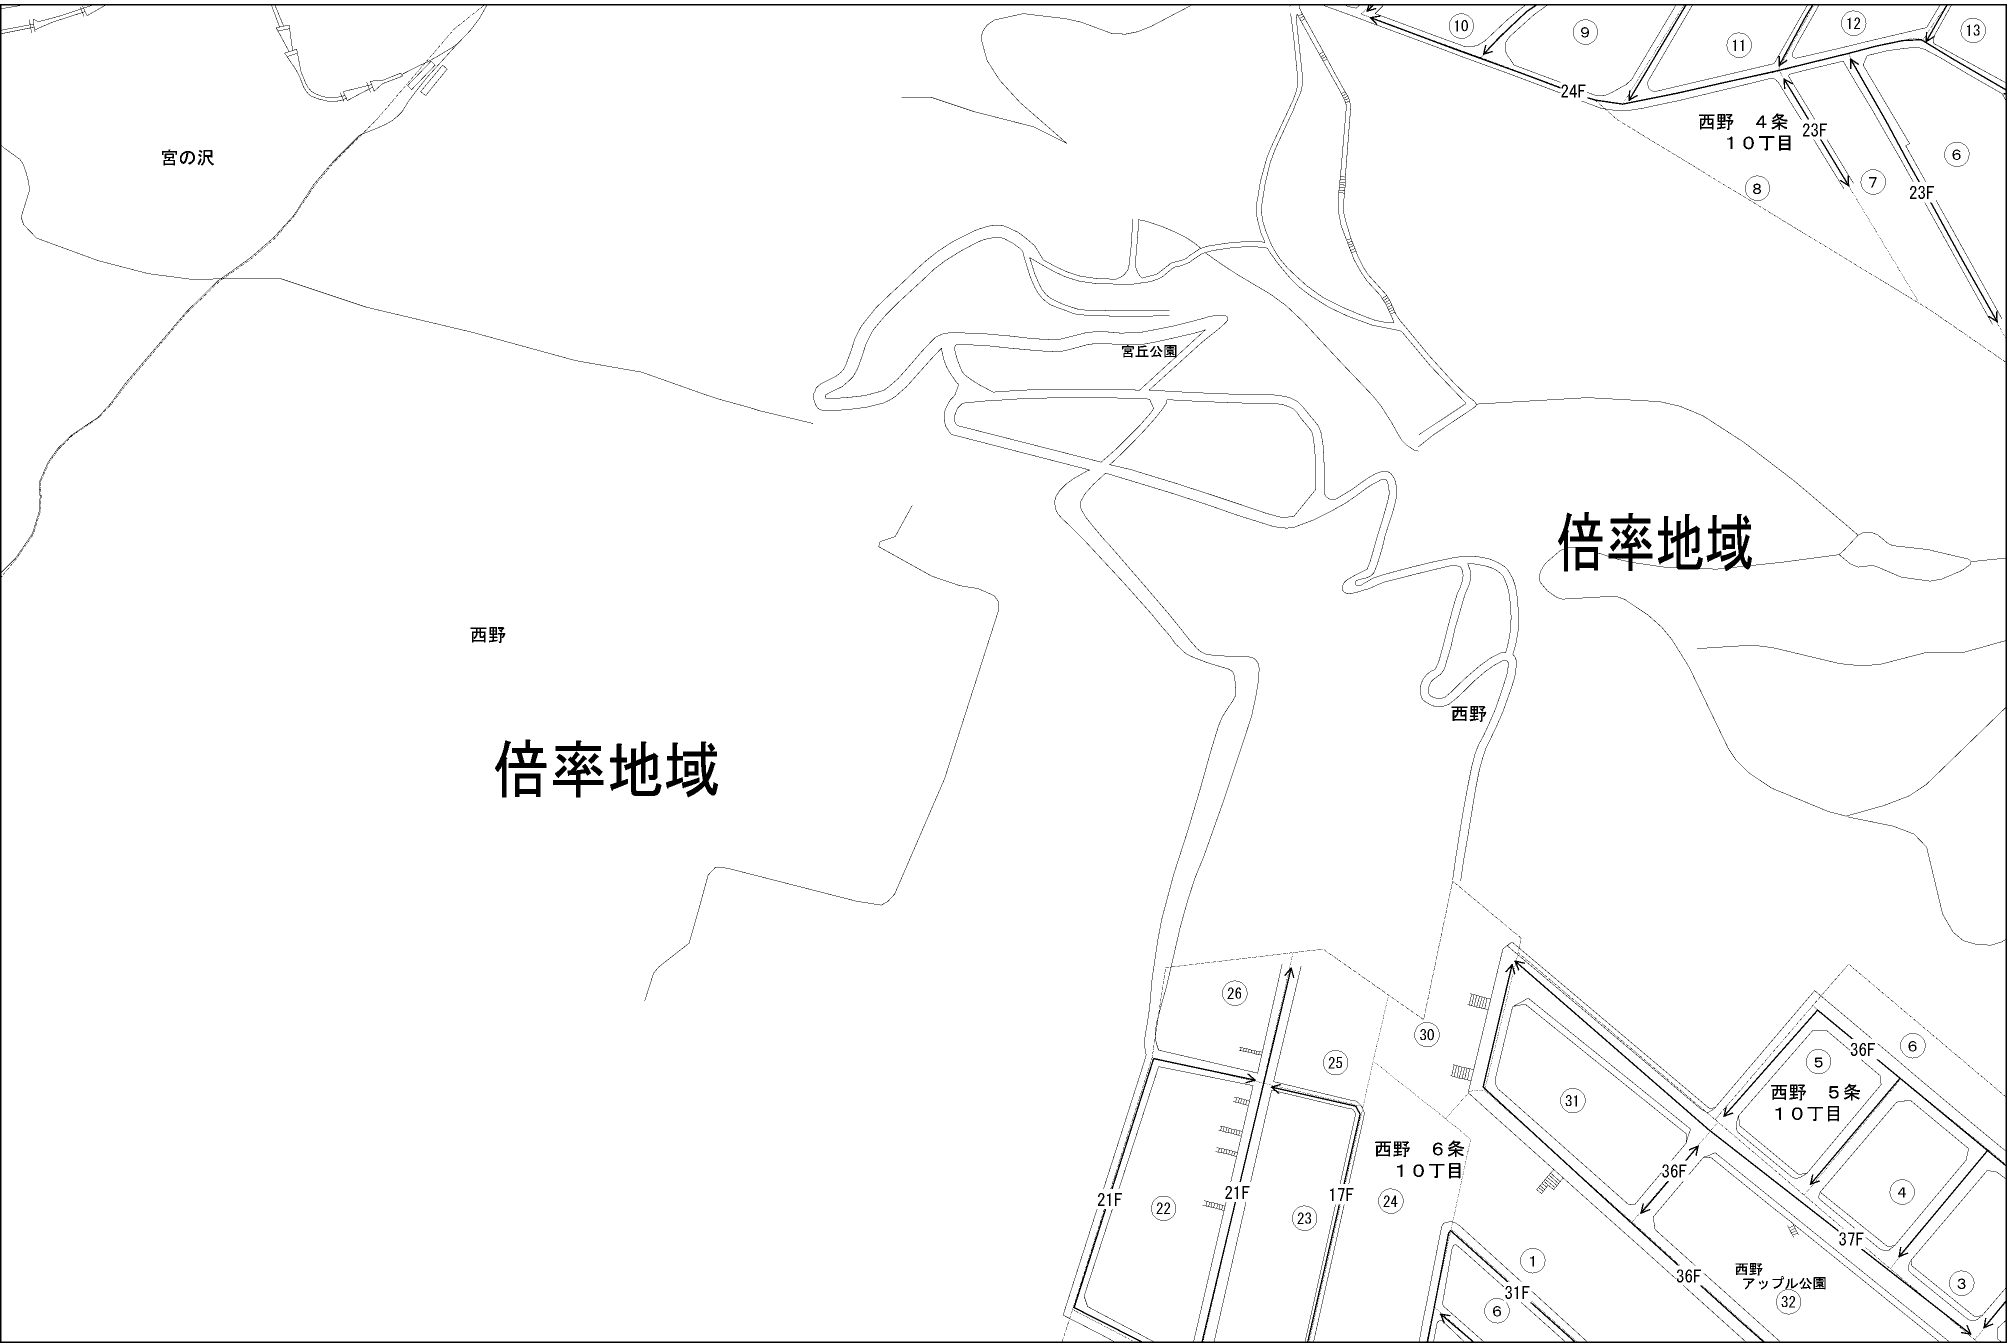 10
9
11
12
13
24F
西野　４条
１０丁目
23F
8
7
6
23F
宮の沢
宮丘公園
倍率地域
西野
西野
倍率地域
26
25
30
31
5
36F
6
西野　５条
１０丁目
西野　６条
１０丁目
36F
4
21F
22
21F
23
17F
24
37F
1
31F
6
36F
西野
アップル公園
32
3